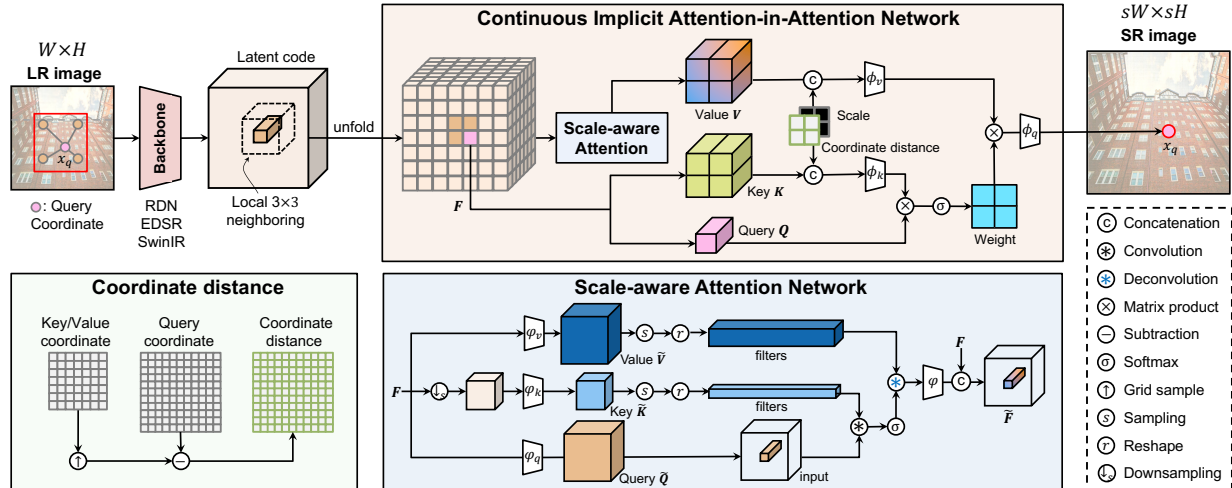 Continuous Implicit Attention-in-Attention Network
W×H
LR image
x_q
: Query
Coordinate
Backbone
RDN
EDSR
SwinIR
Latent code
Local 3×3
neighboring
unfold
F
Scale-aware
Attention
Value V
Key K
Query Q
C
Scale
Coordinate distance
C
ϕ_v
ϕ_k
×
σ
Weight
×
ϕ_q
sW×sH
SR image
x_q
C Concatenation
* Convolution
* Deconvolution
× Matrix product
− Subtraction
σ Softmax
↑ Grid sample
s Sampling
r Reshape
↓s Downsampling
Coordinate distance
Key/Value
coordinate
Query
coordinate
Coordinate
distance
↑
−
Scale-aware Attention Network
F
φ_v
Value Ṽ
s
r
filters
↓s
φ_k
Key K̃
s
r
filters
φ_q
Query Q̃
input
*
σ
*
φ
F
C
F̃